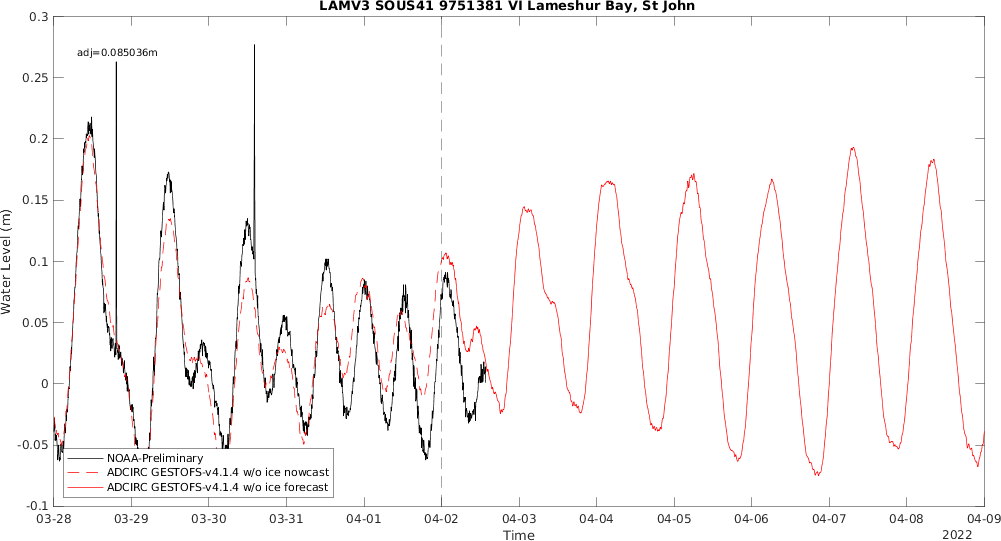 LAMV3 SOUS41 9751381 VI Lameshur Bay, St John
adj=0.085036m
0.3
0.25
0.2
0.15
0.1
0.05
0
-0.05
-0.1
Water Level (m)
NOAA-Preliminary
ADCIRC GESTOFS-v4.1.4 w/o ice nowcast
ADCIRC GESTOFS-v4.1.4 w/o ice forecast
03-28 03-29 03-30 03-31 04-01 04-02 04-03 04-04 04-05 04-06 04-07 04-08 04-09
Time
2022